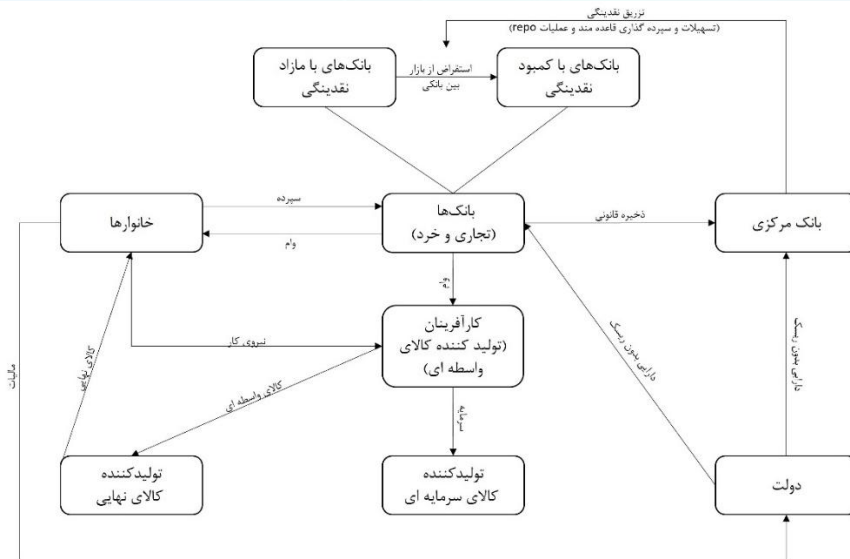 تزریق نقدینگی
(تسهیلات و سپرده گذاری قاعده مند و عملیات repo)
بانک‌های با کمبود
نقدینگی
استقراض از بازار
بین بانکی
بانک‌های با مازاد
نقدینگی
خانوارها
سپرده
وام
بانک‌ها
(تجاری و خرد)
ذخیره قانونی
بانک مرکزی
وام
کارآفرینان
(تولید کننده کالای
واسطه ای)
نیروی کار
کالای نهایی
کالای واسطه ای
سرمایه
مالیات
دارایی بدون ریسک
دارایی بدون ریسک
تولیدکننده
کالای نهایی
تولیدکننده
کالای سرمایه ای
دولت